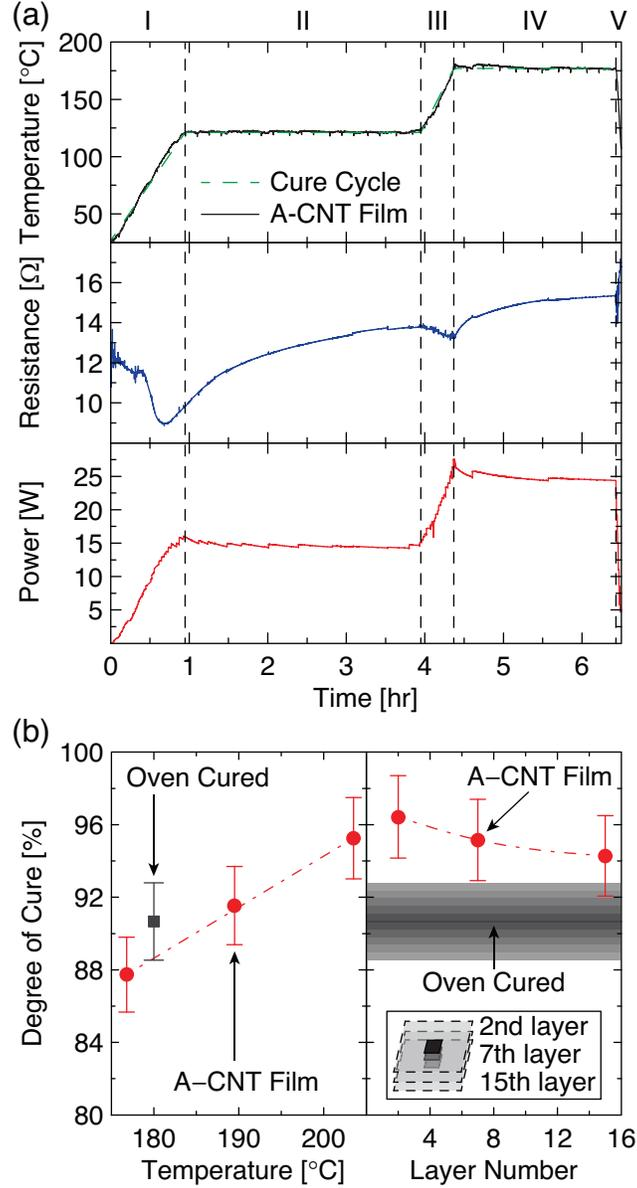 (a)
I II III IV V
200
150
100
50
Temperature [°C]
Cure Cycle
A-CNT Film
16
14
12
10
Resistance [Ω]
25
20
15
10
5
Power [W]
0 1 2 3 4 5 6
Time [hr]
(b)
100
96
92
88
84
80
Degree of Cure [%]
Oven Cured
A–CNT Film
180 190 200
Temperature [°C]
A–CNT Film
Oven Cured
2nd layer
7th layer
15th layer
4 8 12 16
Layer Number